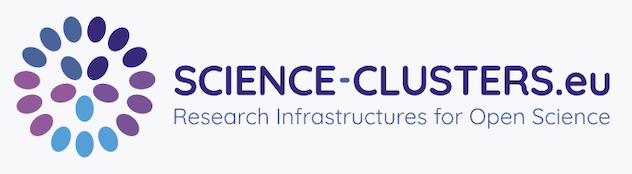 SCIENCE-CLUSTERS.eu
Research Infrastructures for Open Science